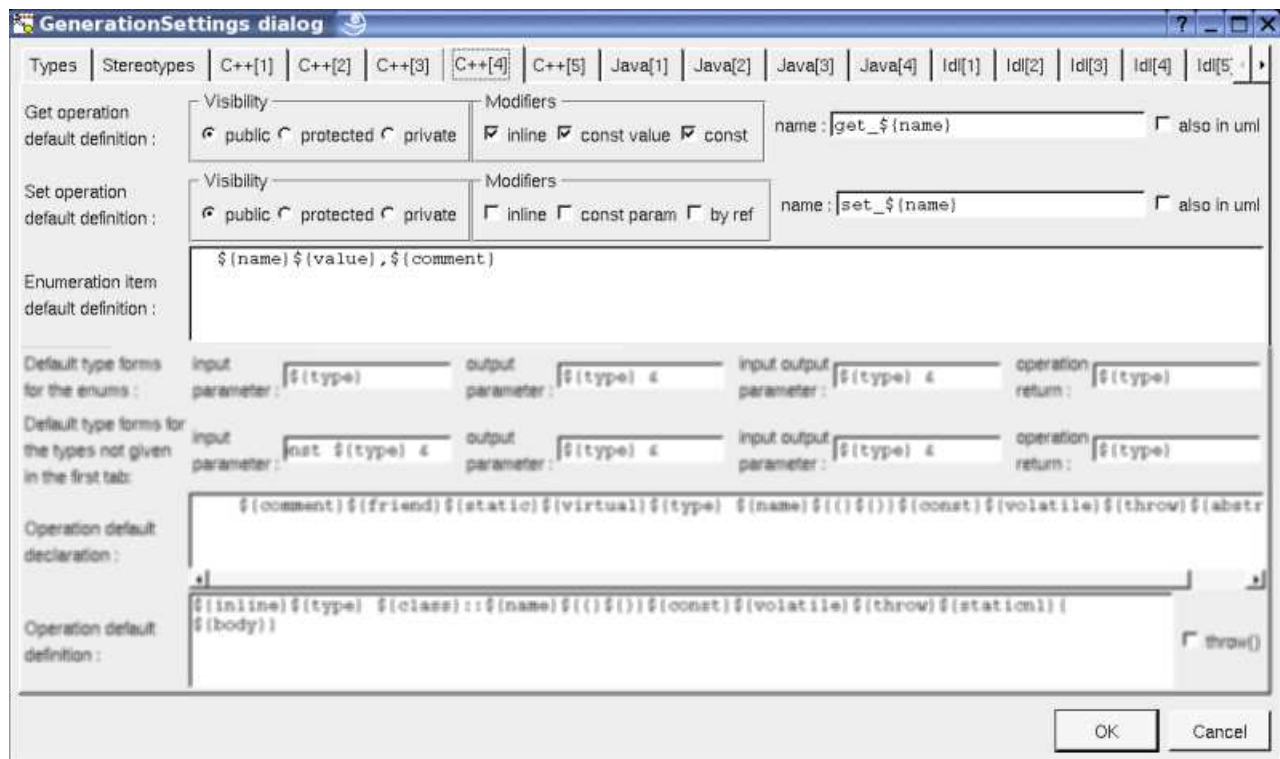 GenerationSettings dialog
?
Types Stereotypes C++[1] C++[2] C++[3] C++[4] C++[5] Java[1] Java[2] Java[3] Java[4] Idl[1] Idl[2] Idl[3] Idl[4] Idl[5]
Get operation
default definition :
Visibility
public protected private
Modifiers
inline const value const
name : get_${name}
also in uml
Set operation
default definition :
Visibility
public protected private
Modifiers
inline const param by ref
name : set_${name}
also in uml
Enumeration item
default definition :
${name}${value},${comment}
Default type forms
for the enums :
input
parameter :
${type}
output
parameter :
${type} &
input output
parameter :
${type} &
operation
return :
${type}
Default type forms for
the types not given
in the first tab:
input
parameter :
nst ${type} &
output
parameter :
${type} &
input output
parameter :
${type} &
operation
return :
${type}
Operation default
declaration :
${comment}${friend}${static}${virtual}${type} ${name}${(}${)}${const}${volatile}${throw}${abstr
Operation default
definition :
${inline}${type} ${class}::${name}${(}${)}${const}${volatile}${throw}${staticnl}{
${body}}
throw()
OK Cancel